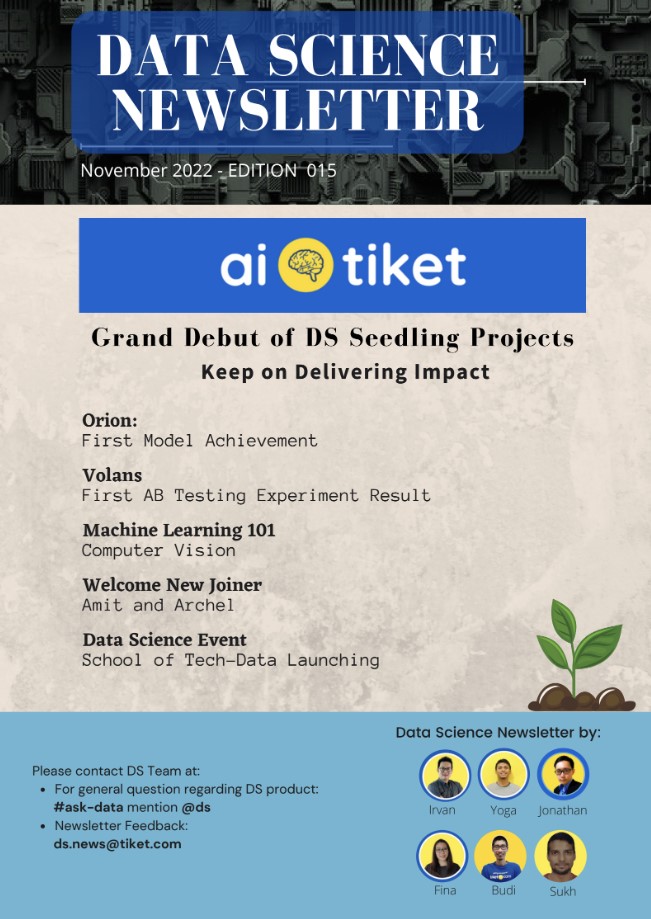 DATA SCIENCE
NEWSLETTER
November 2022 - EDITION 015
ai tiket
Grand Debut of DS Seedling Projects
Keep on Delivering Impact
Orion:
First Model Achievement
Volans
First AB Testing Experiment Result
Machine Learning 101
Computer Vision
Welcome New Joiner
Amit and Archel
Data Science Event
School of Tech-Data Launching
Data Science Newsletter by:
Please contact DS Team at:
• For general question regarding DS product:
#ask-data mention @ds
• Newsletter Feedback:
ds.news@tiket.com
Irvan Yoga Jonathan
Fina Budi Sukh